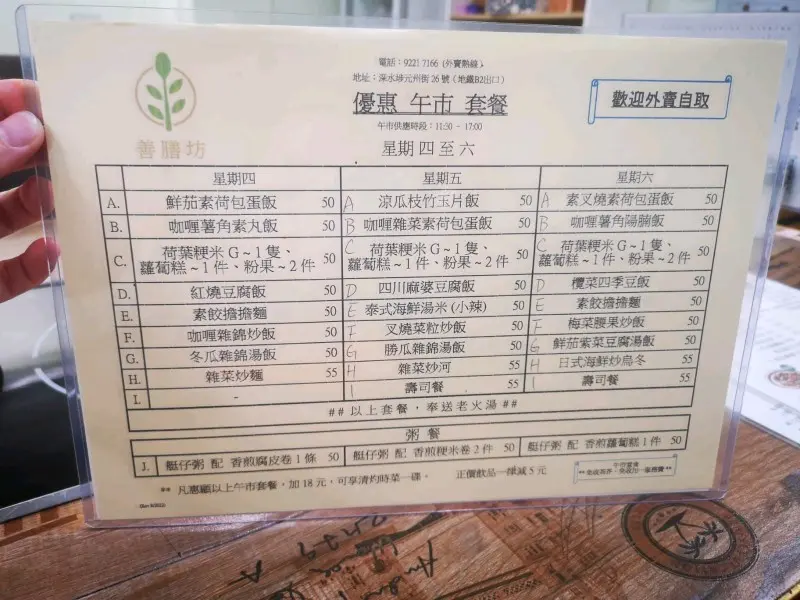 電話：9221 7166 (外賣熱線)
地址：深水埗元州街 26 號 (地鐵B2出口)
優惠 午市 套餐
歡迎外賣自取
午市供應時段：11:30 - 17:00
善膳坊
星期四至六
星期四 星期五 星期六
A. 鮮茄素荷包蛋飯 50 A 涼瓜枝竹玉片飯 50 A 素叉燒素荷包蛋飯 50
B. 咖喱薯角素丸飯 50 B 咖喱雜菜素荷包蛋飯 50 B 咖喱薯角腩飯 50
C. 荷葉粳米 G~1 隻、蘿蔔糕~1 件、粉果~2 件 50 C 荷葉粳米 G~1 隻、蘿蔔糕~1 件、粉果~2 件 50 C 荷葉粳米 G~1 隻、蘿蔔糕~1 件、粉果~2 件 50
D. 紅燒豆腐飯 50 D 四川麻婆豆腐飯 50 D 欖菜四季豆飯 50
E. 素餃擔擔麵 50 E 泰式海鮮湯米 (小辣) 50 E 素餃擔擔麵 50
F. 咖喱雜錦炒飯 50 F 叉燒菜粒炒飯 50 F 梅菜腰果炒飯 50
G. 冬瓜雜錦湯飯 50 G 勝瓜雜錦湯飯 50 G 鮮茄紫菜豆腐湯飯 50
H. 雜菜炒麵 55 H 雜菜炒河 55 H 日式海鮮炒烏冬 55
I. - I 壽司餐 55 I 壽司餐 55
## 以上套餐，奉送老火湯 ##
粥 餐
J. 艇仔粥 配 香煎腐皮卷 1 條 50 艇仔粥 配 香煎粳米卷 2 件 50 艇仔粥 配 香煎蘿蔔糕 1 件 50
** 凡惠顧以上午市套餐，加 18 元，可享清灼時菜一碟。 正價飲品一律減 5 元
午市堂食